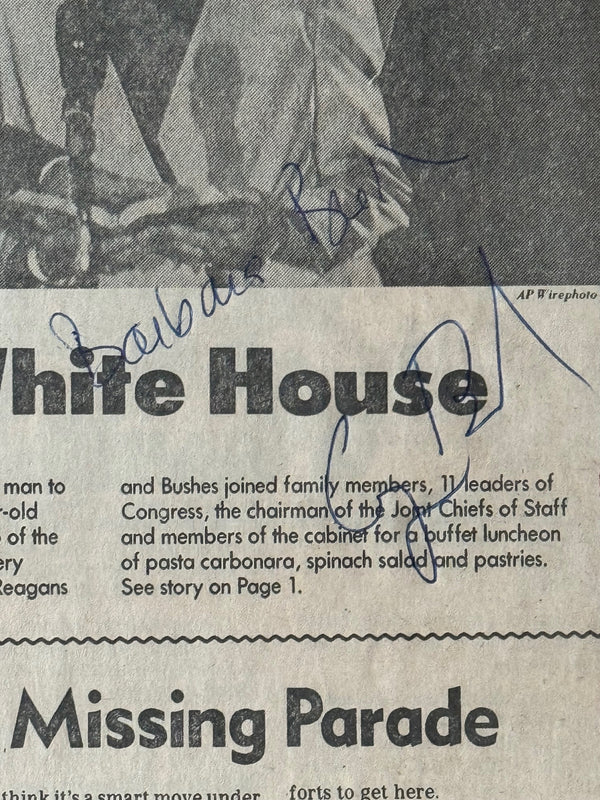 Barbara Bush
AP Wirephoto
White House
man to
-old
of the
ery
Reagans
and Bushes joined family members, 11 leaders of
Congress, the chairman of the Joint Chiefs of Staff
and members of the cabinet for a buffet luncheon
of pasta carbonara, spinach salad and pastries.
See story on Page 1.
Missing Parade
think it's a smart move under
forts to get here.